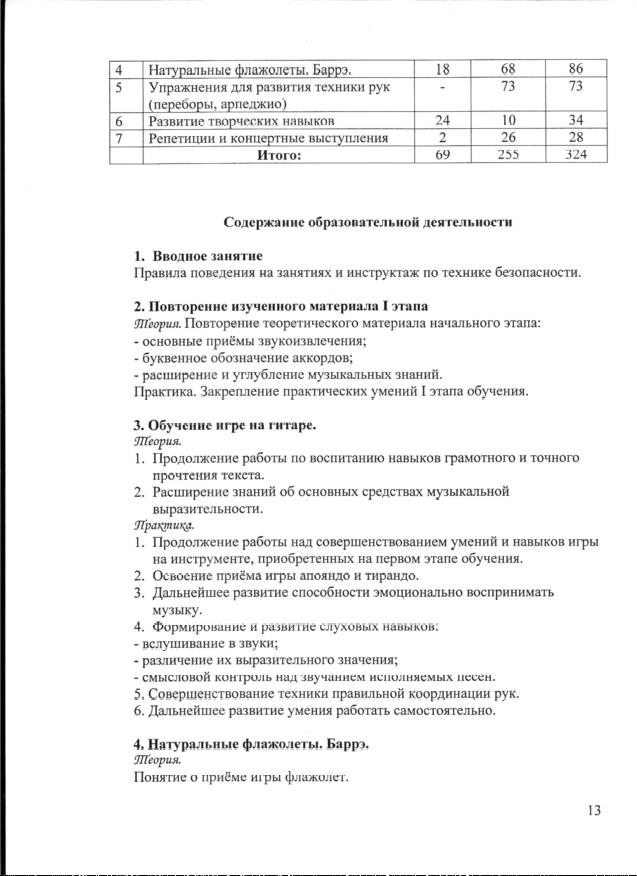 4 Натуральные флажолеты. Баррэ. 18 68 86
5 Упражнения для развития техники рук - 73 73
(переборы, арпеджио)
6 Развитие творческих навыков 24 10 34
7 Репетиции и концертные выступления 2 26 28
Итого: 69 255 324
Содержание образовательной деятельности
1. Вводное занятие
Правила поведения на занятиях и инструктаж по технике безопасности.
2. Повторение изученного материала I этапа
Теория. Повторение теоретического материала начального этапа:
- основные приёмы звукоизвлечения;
- буквенное обозначение аккордов;
- расширение и углубление музыкальных знаний.
Практика. Закрепление практических умений I этапа обучения.
3. Обучение игре на гитаре.
Теория.
1. Продолжение работы по воспитанию навыков грамотного и точного
прочтения текста.
2. Расширение знаний об основных средствах музыкальной
выразительности.
Практика.
1. Продолжение работы над совершенствованием умений и навыков игры
на инструменте, приобретенных на первом этапе обучения.
2. Освоение приёма игры апояндо и тирандо.
3. Дальнейшее развитие способности эмоционально воспринимать
музыку.
4. Формирование и развитие слуховых навыков:
- вслушивание в звуки;
- различение их выразительного значения;
- смысловой контроль над звучанием исполняемых песен.
5. Совершенствование техники правильной координации рук.
6. Дальнейшее развитие умения работать самостоятельно.
4. Натуральные флажолеты. Баррэ.
Теория.
Понятие о приёме игры флажолет.
13